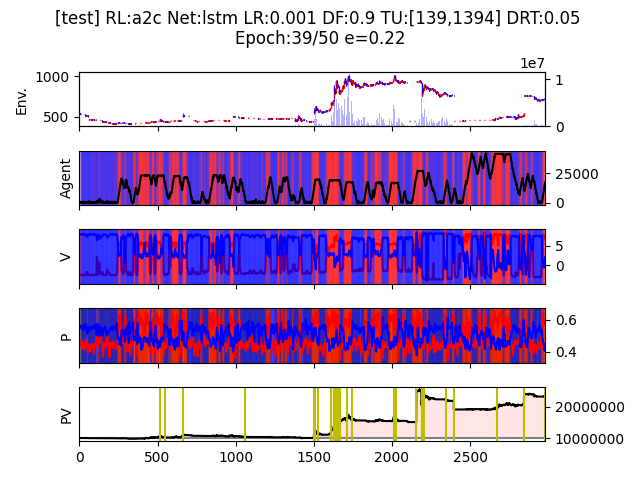 [test] RL:a2c Net:lstm LR:0.001 DF:0.9 TU:[139,1394] DRT:0.05
Epoch:39/50 e=0.22
1e7
1000
500
Env.
1
0
Agent
25000
0
V
5
0
P
0.6
0.4
PV
20000000
10000000
0 500 1000 1500 2000 2500